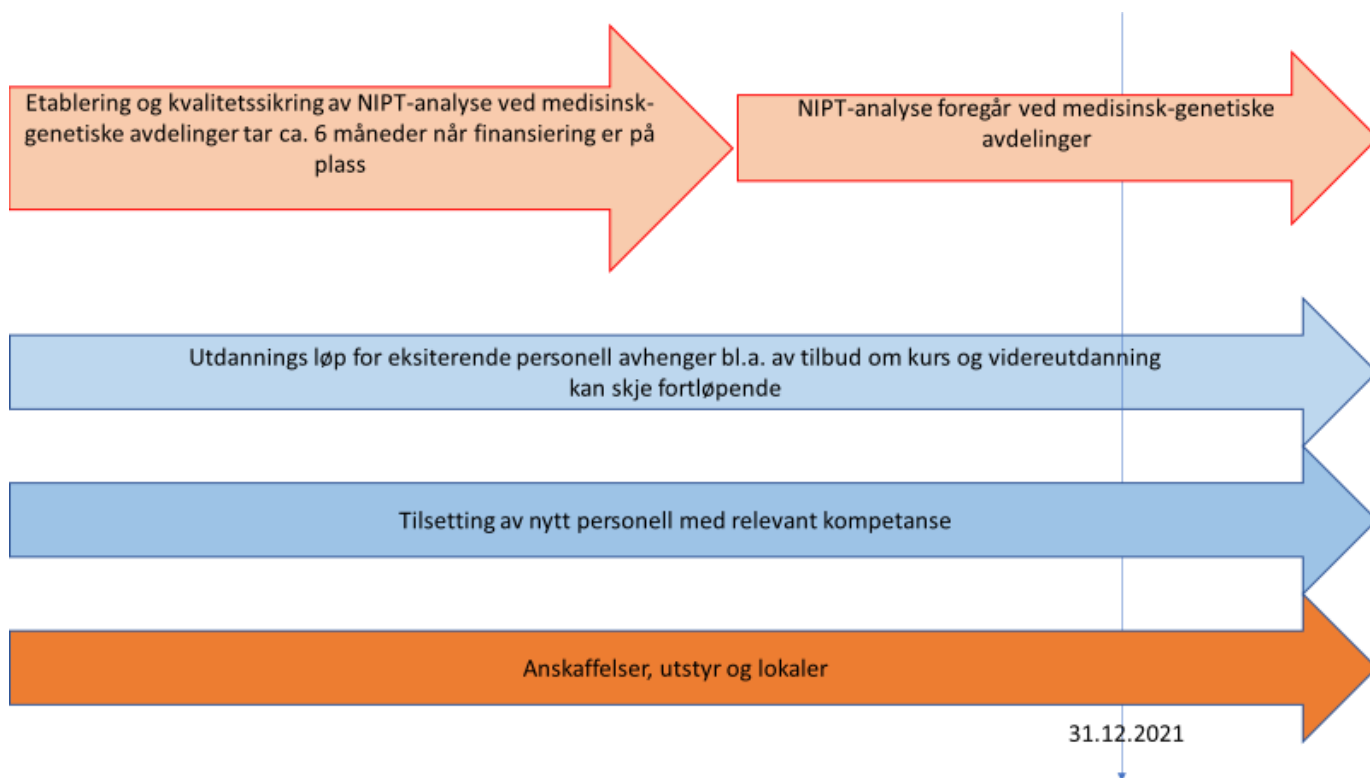 Etablering og kvalitetssikring av NIPT-analyse ved medisinsk-
genetiske avdelinger tar ca. 6 måneder når finansiering er på
plass
NIPT-analyse foregår ved medisinsk-genetiske
avdelinger
Utdannings løp for eksiterende personell avhenger bl.a. av tilbud om kurs og videreutdanning
kan skje fortløpende
Tilsetting av nytt personell med relevant kompetanse
Anskaffelser, utstyr og lokaler
31.12.2021